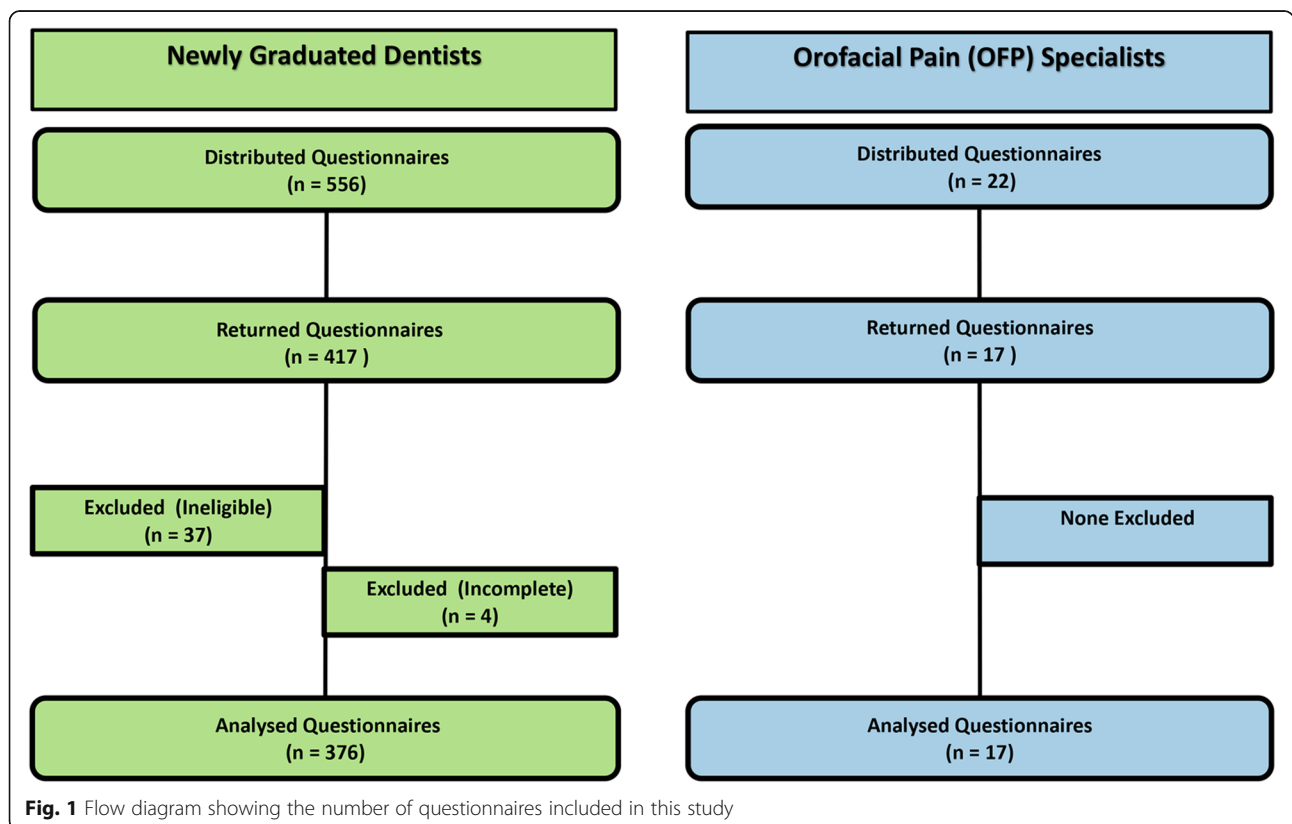 Newly Graduated Dentists
Distributed Questionnaires
(n = 556)
Returned Questionnaires
(n = 417 )
Excluded (Ineligible)
(n = 37)
Excluded (Incomplete)
(n = 4)
Analysed Questionnaires
(n = 376)
Orofacial Pain (OFP) Specialists
Distributed Questionnaires
(n = 22)
Returned Questionnaires
(n = 17 )
None Excluded
Analysed Questionnaires
(n = 17)
Fig. 1 Flow diagram showing the number of questionnaires included in this study